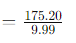 = 175.20 / 9.99